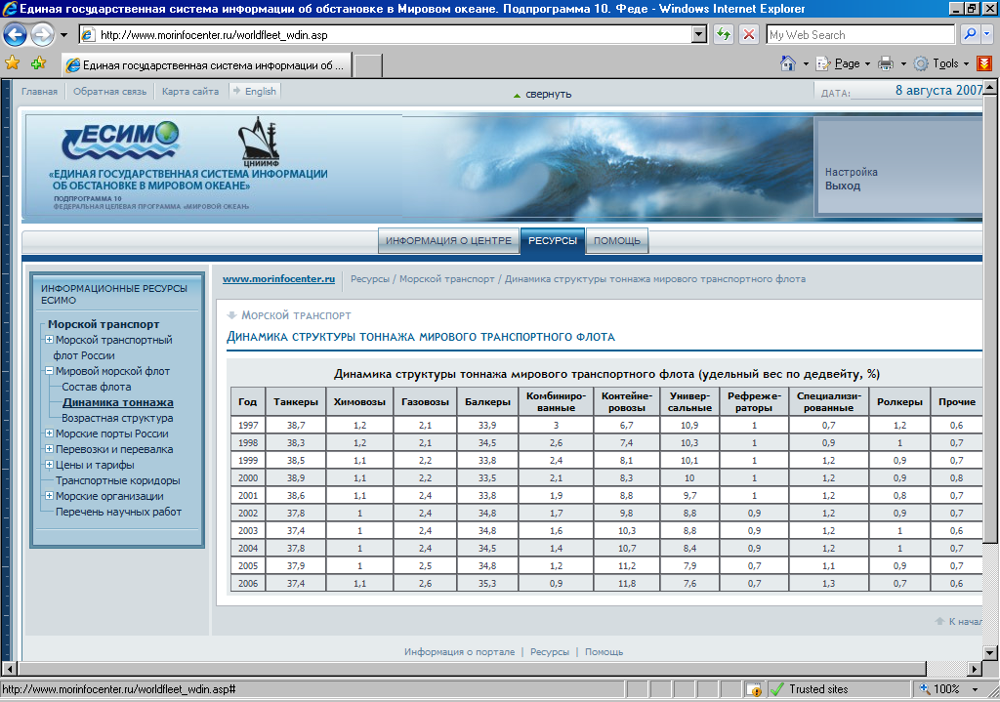 Единая государственная система информации об обстановке в Мировом океане. Подпрограмма 10. Феде - Windows Internet Explorer
http://www.morinfocenter.ru/worldfleet_wdin.asp
My Web Search
Единая государственная система информации об ...
Page
Tools
Главная
Обратная связь
Карта сайта
English
свернуть
ДАТА:
8 августа 2007
ЕСИМО
ЦНИИМФ
«ЕДИНАЯ ГОСУДАРСТВЕННАЯ СИСТЕМА ИНФОРМАЦИИ
ОБ ОБСТАНОВКЕ В МИРОВОМ ОКЕАНЕ»
ПОДПРОГРАММА 10
ФЕДЕРАЛЬНАЯ ЦЕЛЕВАЯ ПРОГРАММА «МИРОВОЙ ОКЕАН»
Настройка
Выход
ИНФОРМАЦИЯ О ЦЕНТРЕ
РЕСУРСЫ
ПОМОЩЬ
ИНФОРМАЦИОННЫЕ РЕСУРСЫ
ЕСИМО
Морской транспорт
Морской транспортный
флот России
Мировой морской флот
Состав флота
Динамика тоннажа
Возрастная структура
Морские порты России
Перевозки и перевалка
Цены и тарифы
Транспортные коридоры
Морские организации
Перечень научных работ
www.morinfocenter.ru
Ресурсы / Морской транспорт / Динамика структуры тоннажа мирового транспортного флота
МОРСКОЙ ТРАНСПОРТ
ДИНАМИКА СТРУКТУРЫ ТОННАЖА МИРОВОГО ТРАНСПОРТНОГО ФЛОТА
Динамика структуры тоннажа мирового транспортного флота (удельный вес по дедвейту, %)
Год Танкеры Химовозы Газовозы Балкеры Комбиниро-ванные Контейне-ровозы Универ-сальные Рефриже-раторы Специализи-рованные Ролкеры Прочие
1997 38,7 1,2 2,1 33,9 3 6,7 10,9 1 0,7 1,2 0,6
1998 38,3 1,2 2,1 34,5 2,6 7,4 10,3 1 0,9 1 0,7
1999 38,5 1,1 2,2 33,8 2,4 8,1 10,1 1 1,2 0,9 0,7
2000 38,9 1,1 2,2 33,5 2,1 8,3 10 1 1,2 0,9 0,8
2001 38,6 1,1 2,4 33,8 1,9 8,8 9,7 1 1,2 0,8 0,7
2002 37,8 1 2,4 34,8 1,7 9,8 8,8 0,9 1,2 0,9 0,7
2003 37,4 1 2,4 34,8 1,6 10,3 8,8 0,9 1,2 1 0,6
2004 37,8 1 2,4 34,5 1,4 10,7 8,4 0,9 1,2 1 0,7
2005 37,9 1 2,5 34,8 1,2 11,2 7,9 0,7 1,1 0,9 0,7
2006 37,4 1,1 2,6 35,3 0,9 11,8 7,6 0,7 1,3 0,7 0,6
К начал
Информация о портале | Ресурсы | Помощь
http://www.morinfocenter.ru/worldfleet_wdin.asp#
Trusted sites
100%